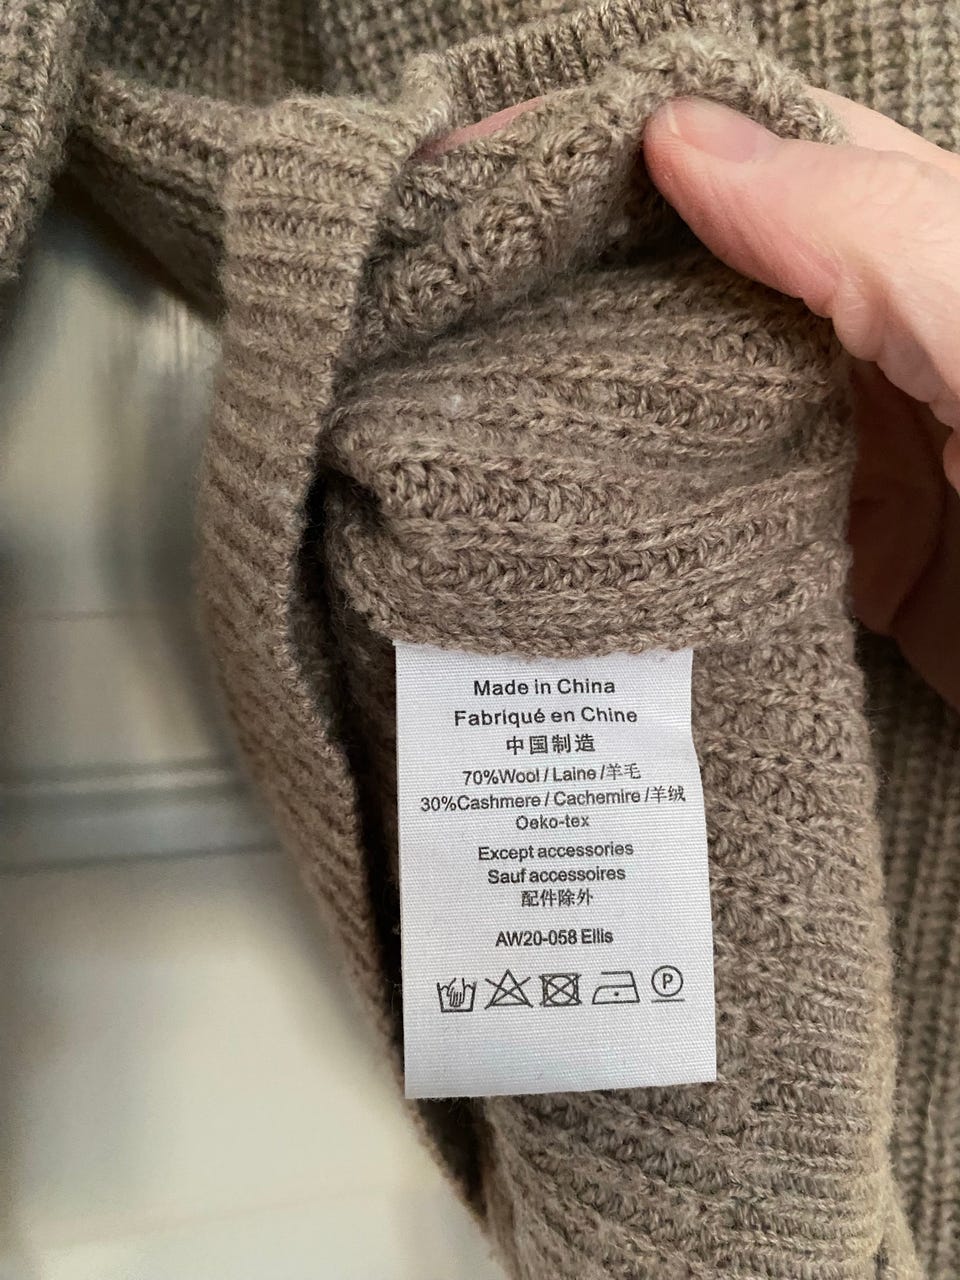 Made in China
Fabriqué en Chine
中国制造
70%Wool / Laine /羊毛
30%Cashmere / Cachemire /羊绒
Oeko-tex
Except accessories
Sauf accessoires
配件除外
AW20-058 Ellis
P